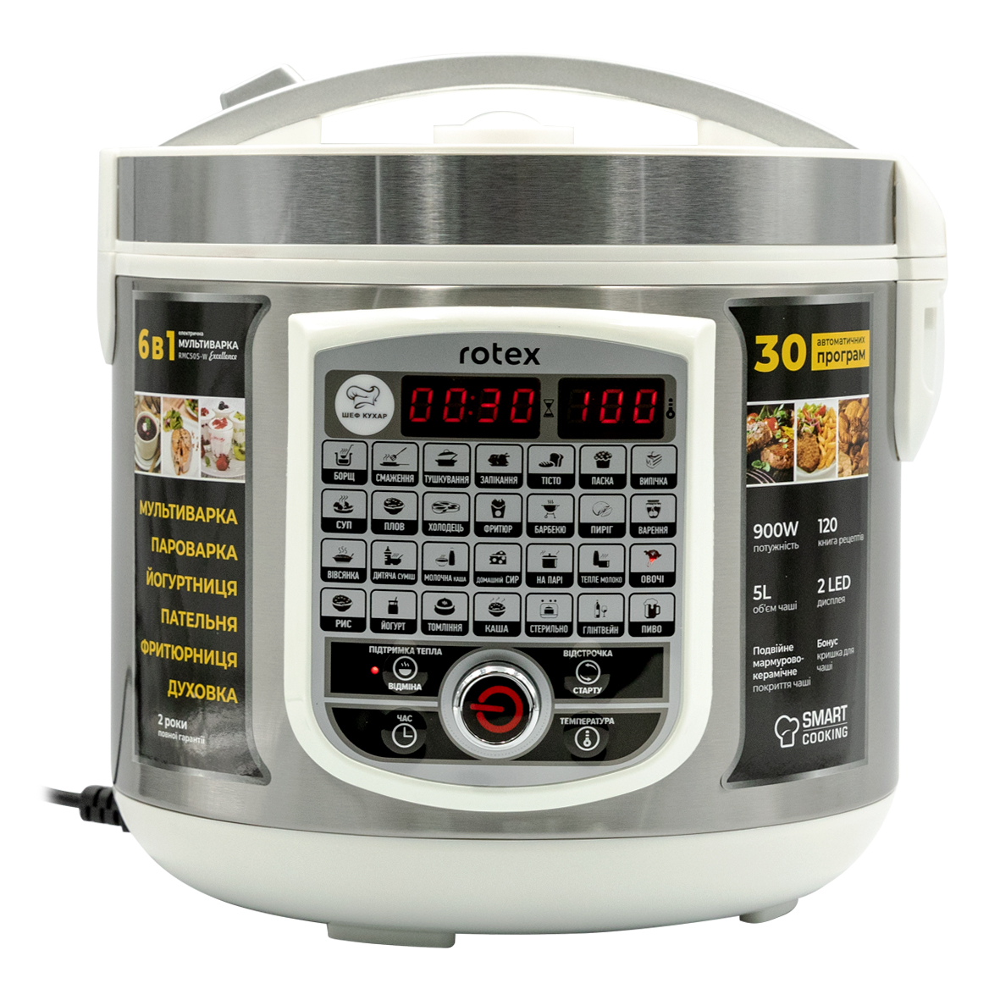 6в1
електрична
МУЛЬТИВАРКА
RMC505-W Excellence
МУЛЬТИВАРКА
ПАРОВАРКА
ЙОГУРТНИЦЯ
ПАТЕЛЬНЯ
ФРИТЮРНИЦЯ
ДУХОВКА
2 роки
повної гарантії
rotex
ШЕФ КУХАР
00:30
100
БОРЩ
СМАЖЕННЯ
ТУШКУВАННЯ
ЗАПІКАННЯ
ТІСТО
ПАСКА
ВИПІЧКА
СУП
ПЛОВ
ХОЛОДЕЦЬ
ФРИТЮР
БАРБЕКЮ
ПИРІГ
ВАРЕННЯ
ВІВСЯНКА
ДИТЯЧА СУМІШ
МОЛОЧНА КАША
ДОМАШНІЙ СИР
НА ПАРІ
ТЕПЛЕ МОЛОКО
ОВОЧІ
РИС
ЙОГУРТ
ТОМЛІННЯ
КАША
СТЕРИЛЬНО
ГЛІНТВЕЙН
ПИВО
ПІДТРИМКА ТЕПЛА
ВІДМІНА
ВІДСТРОЧКА
СТАРТУ
ЧАС
ТЕМПЕРАТУРА
30
автоматичних
програм
900W
потужність
120
книга рецептів
5L
об'єм чаші
2 LED
дисплея
Подвійне
мармурово-
керамічне
покриття чаші
Бонус
кришка для
чаші
SMART
COOKING